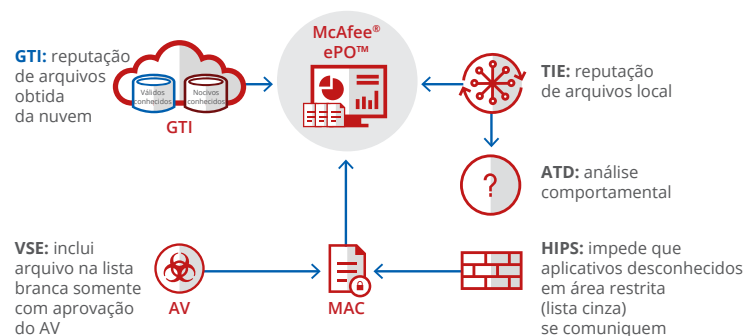 McAfee®
ePO™
GTI: reputação
de arquivos
obtida
da nuvem
Válidos
conhecidos
Nocivos
conhecidos
GTI
TIE: reputação
de arquivos local
ATD: análise
comportamental
?
VSE: inclui
arquivo na lista
branca somente
com aprovação
do AV
AV
MAC
HIPS: impede que
aplicativos desconhecidos
em área restrita
(lista cinza)
se comuniquem